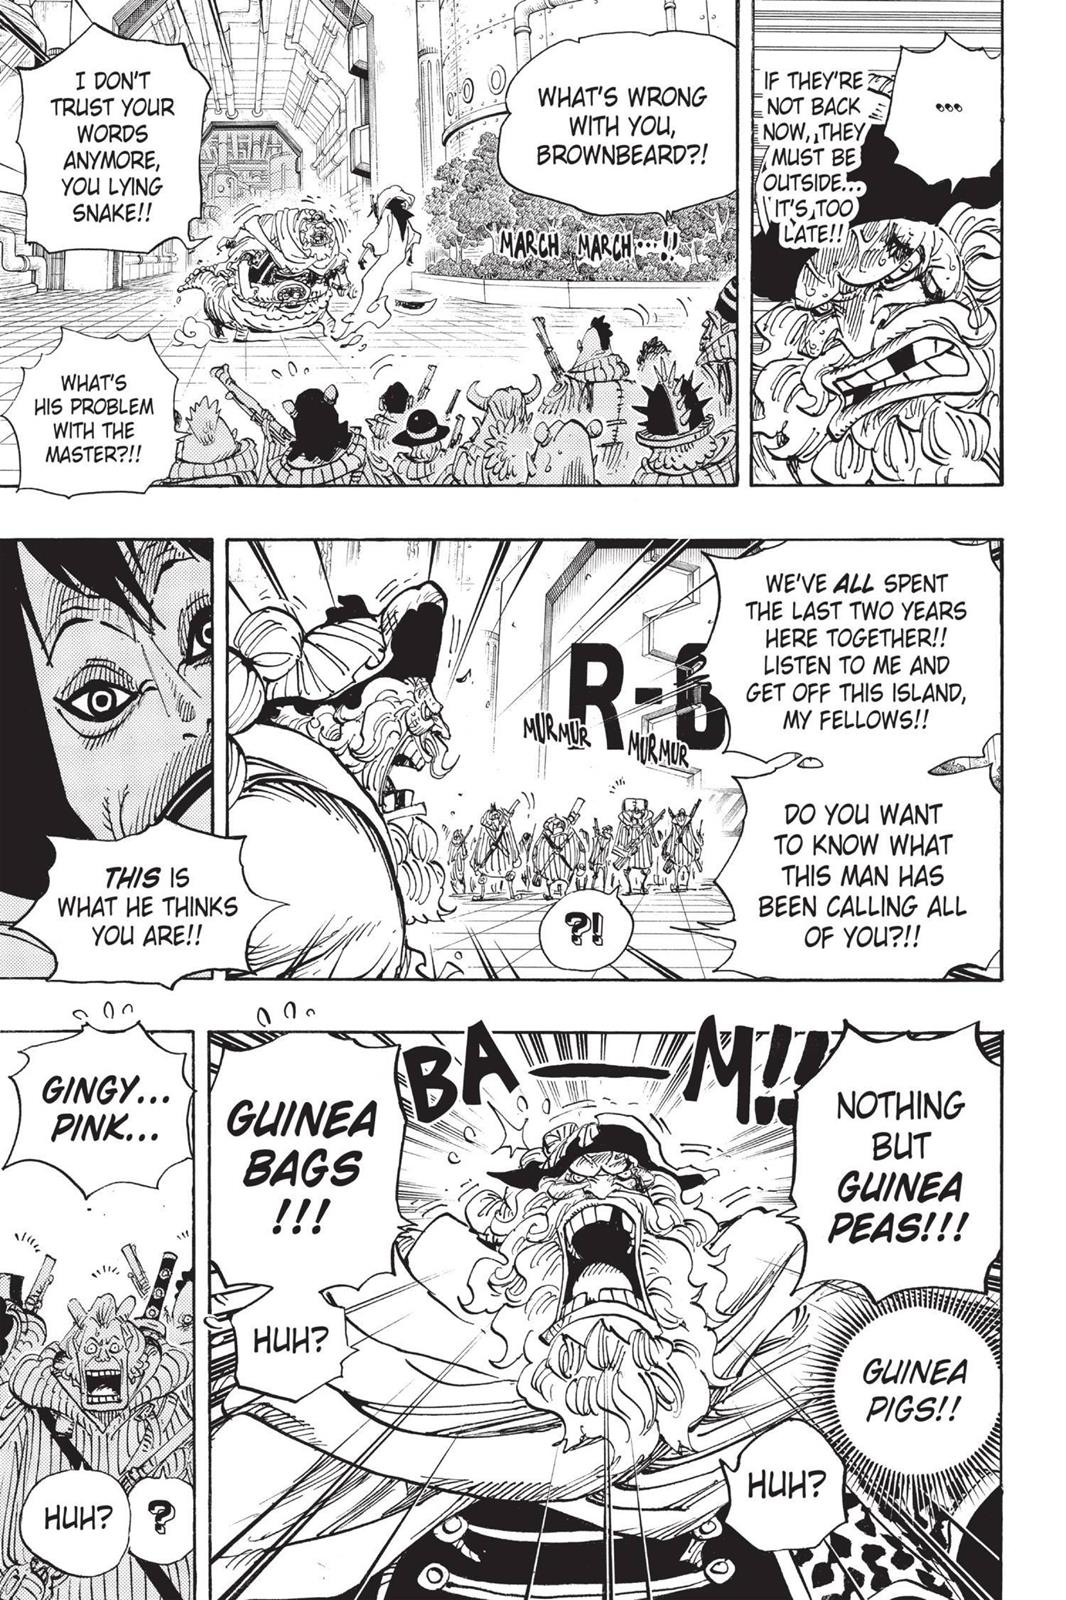 ...
IF THEY'RE
NOT BACK
NOW, THEY
MUST BE
OUTSIDE...
IT'S TOO
LATE!!
WHAT'S WRONG
WITH YOU,
BROWNBEARD?!
MARCH MARCH...!!
I DON'T
TRUST YOUR
WORDS
ANYMORE,
YOU LYING
SNAKE!!
WHAT'S
HIS PROBLEM
WITH THE
MASTER?!!
WE'VE ALL SPENT
THE LAST TWO YEARS
HERE TOGETHER!!
LISTEN TO ME AND
GET OFF THIS ISLAND,
MY FELLOWS!!
DO YOU WANT
TO KNOW WHAT
THIS MAN HAS
BEEN CALLING ALL
OF YOU?!!
R-6
MURMUR
MURMUR
?!
THIS IS
WHAT HE THINKS
YOU ARE!!
NOTHING
BUT
GUINEA
PEAS!!!
BA—M!!
GUINEA
PIGS!!
HUH?
GUINEA
BAGS
!!!
HUH?
GINGY...
PINK...
?
HUH?